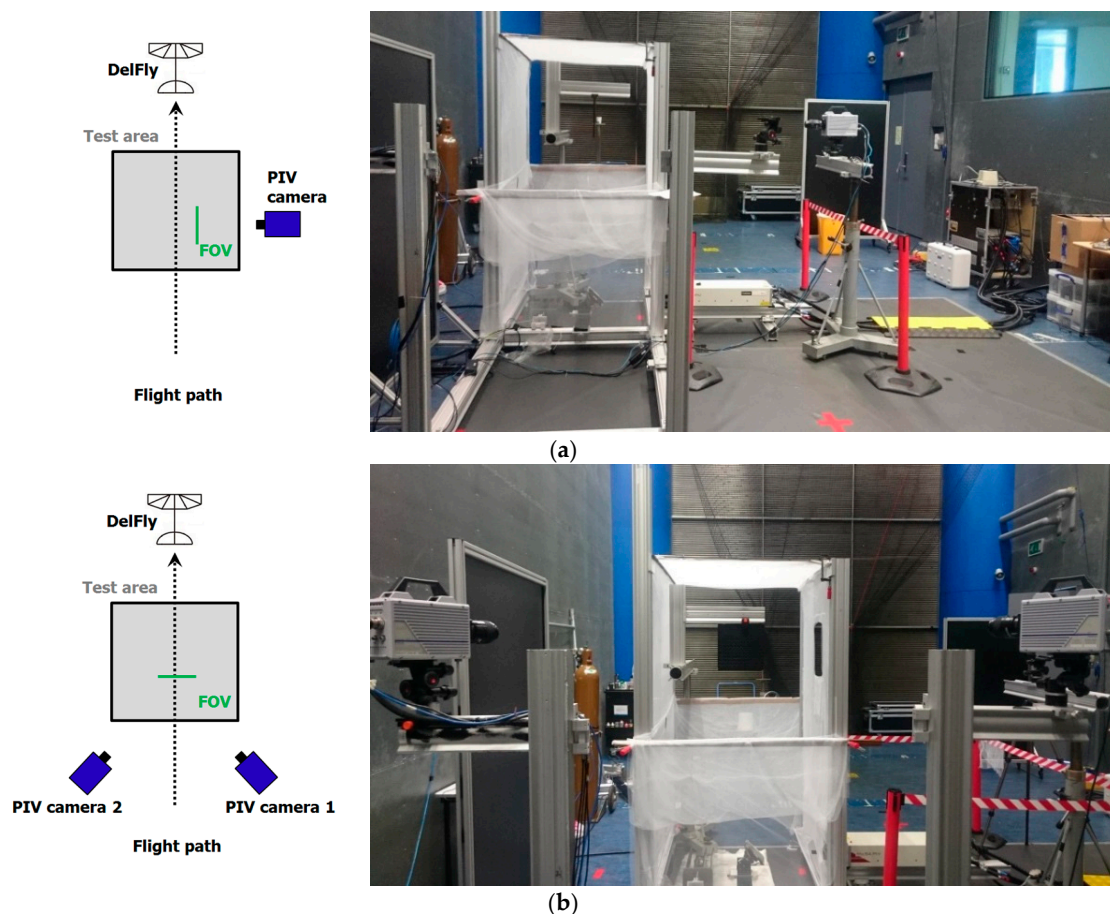 DelFly
Test area
PIV
camera
FOV
Flight path
(a)
DelFly
Test area
FOV
PIV camera 2
PIV camera 1
Flight path
(b)